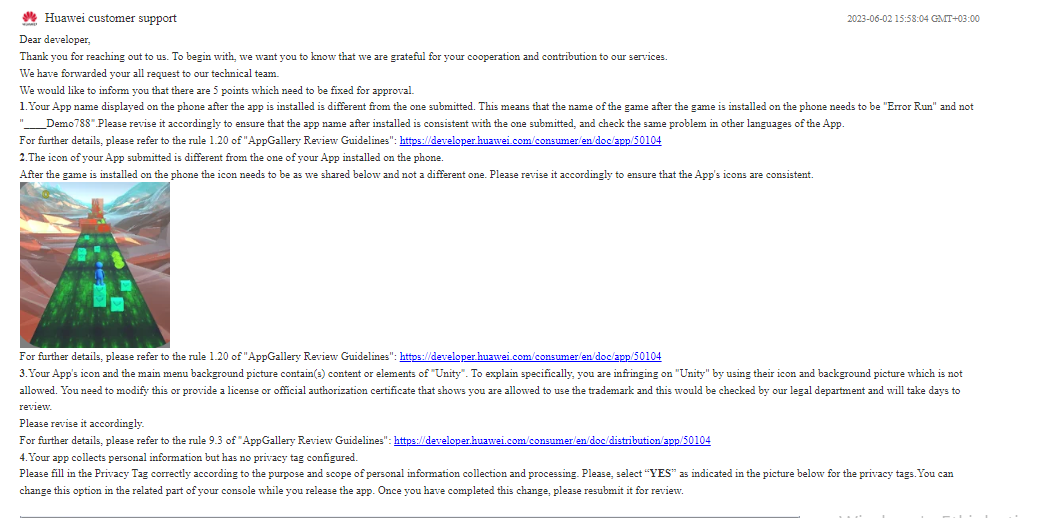 Huawei customer support
2023-06-02 15:58:04 GMT+03:00
Dear developer,
Thank you for reaching out to us. To begin with, we want you to know that we are grateful for your cooperation and contribution to our services.
We have forwarded your all request to our technical team.
We would like to inform you that there are 5 points which need to be fixed for approval.
1.Your App name displayed on the phone after the app is installed is different from the one submitted. This means that the name of the game after the game is installed on the phone needs to be "Error Run" and not
"____Demo788".Please revise it accordingly to ensure that the app name after installed is consistent with the one submitted, and check the same problem in other languages of the App.
For further details, please refer to the rule 1.20 of "AppGallery Review Guidelines": https://developer.huawei.com/consumer/en/doc/app/50104
2.The icon of your App submitted is different from the one of your App installed on the phone.
After the game is installed on the phone the icon needs to be as we shared below and not a different one. Please revise it accordingly to ensure that the App's icons are consistent.
For further details, please refer to the rule 1.20 of "AppGallery Review Guidelines": https://developer.huawei.com/consumer/en/doc/app/50104
3.Your App's icon and the main menu background picture contain(s) content or elements of "Unity". To explain specifically, you are infringing on "Unity" by using their icon and background picture which is not
allowed. You need to modify this or provide a license or official authorization certificate that shows you are allowed to use the trademark and this would be checked by our legal department and will take days to
review.
Please revise it accordingly.
For further details, please refer to the rule 9.3 of "AppGallery Review Guidelines": https://developer.huawei.com/consumer/en/doc/distribution/app/50104
4.Your app collects personal information but has no privacy tag configured.
Please fill in the Privacy Tag correctly according to the purpose and scope of personal information collection and processing. Please, select “YES” as indicated in the picture below for the privacy tags.You can
change this option in the related part of your console while you release the app. Once you have completed this change, please resubmit it for review.